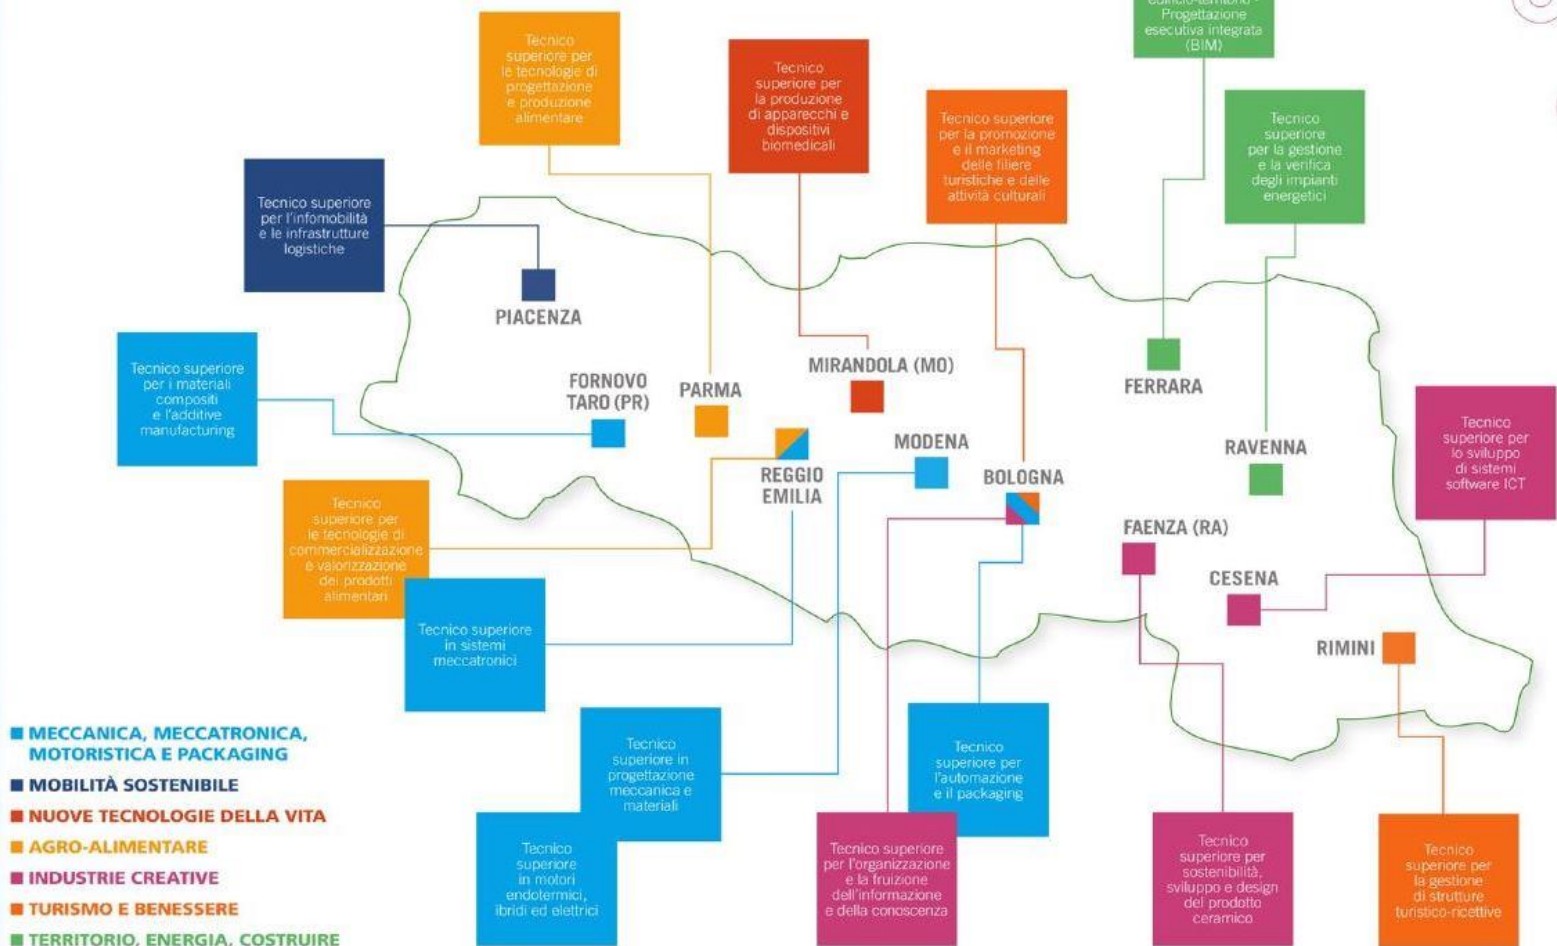 edificio-territorio -
Progettazione
esecutiva integrata
(BIM)
Tecnico
superiore per
le tecnologie di
progettazione
e produzione
alimentare
Tecnico
superiore per
la produzione
di apparecchi e
dispositivi
biomedicali
Tecnico superiore
per la promozione
e il marketing
delle filiere
turistiche e delle
attività culturali
Tecnico
superiore
per la gestione
e la verifica
degli impianti
energetici
Tecnico superiore
per l'infomobilità
e le infrastrutture
logistiche
PIACENZA
Tecnico superiore
per i materiali
compositi
e l'additive
manufacturing
FORNOVO
TARO (PR)
PARMA
MIRANDOLA (MO)
FERRARA
REGGIO
EMILIA
MODENA
BOLOGNA
RAVENNA
Tecnico
superiore per
lo sviluppo
di sistemi
software ICT
Tecnico
superiore per
le tecnologie di
commercializzazione
e valorizzazione
dei prodotti
alimentari
FAENZA (RA)
CESENA
RIMINI
Tecnico superiore
in sistemi
meccatronici
Tecnico
superiore in
progettazione
meccanica e
materiali
Tecnico
superiore per
l'automazione
e il packaging
Tecnico
superiore
in motori
endotermici,
ibridi ed elettrici
Tecnico superiore
per l'organizzazione
e la fruizione
dell'informazione
e della conoscenza
Tecnico
superiore per
sostenibilità,
sviluppo e design
del prodotto
ceramico
Tecnico
superiore per
la gestione
di strutture
turistico-ricettive
MECCANICA, MECCATRONICA,
MOTORISTICA E PACKAGING
MOBILITÀ SOSTENIBILE
NUOVE TECNOLOGIE DELLA VITA
AGRO-ALIMENTARE
INDUSTRIE CREATIVE
TURISMO E BENESSERE
TERRITORIO, ENERGIA, COSTRUIRE